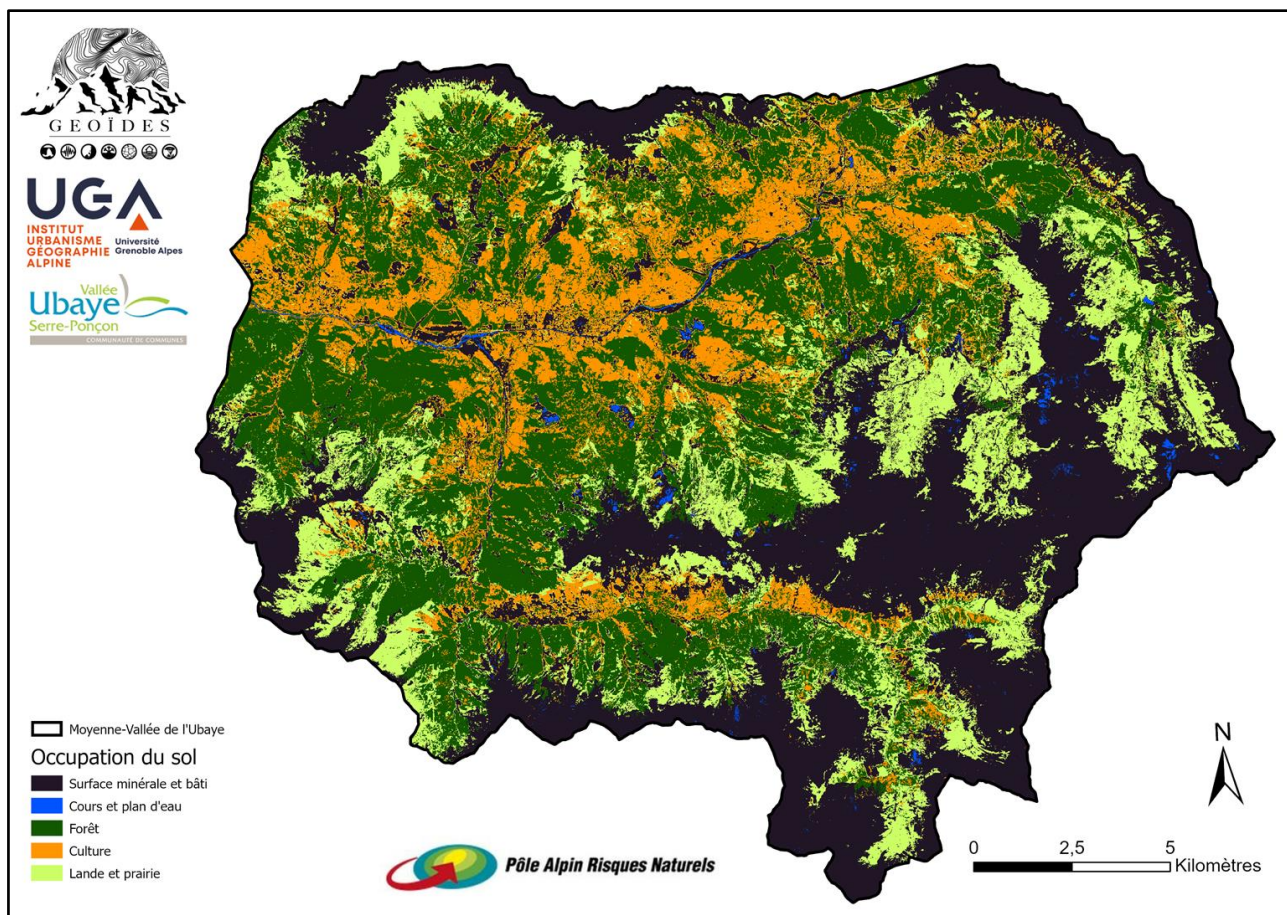 GEOÏDES
UGA
INSTITUT
URBANISME
GÉOGRAPHIE
ALPINE
Université
Grenoble Alpes
Vallée
Ubaye
Serre-Ponçon
COMMUNAUTÉ DE COMMUNES
Moyenne-Vallée de l'Ubaye
Occupation du sol
Surface minérale et bâti
Cours et plan d'eau
Forêt
Culture
Lande et prairie
Pôle Alpin Risques Naturels
N
0 2,5 5
Kilomètres